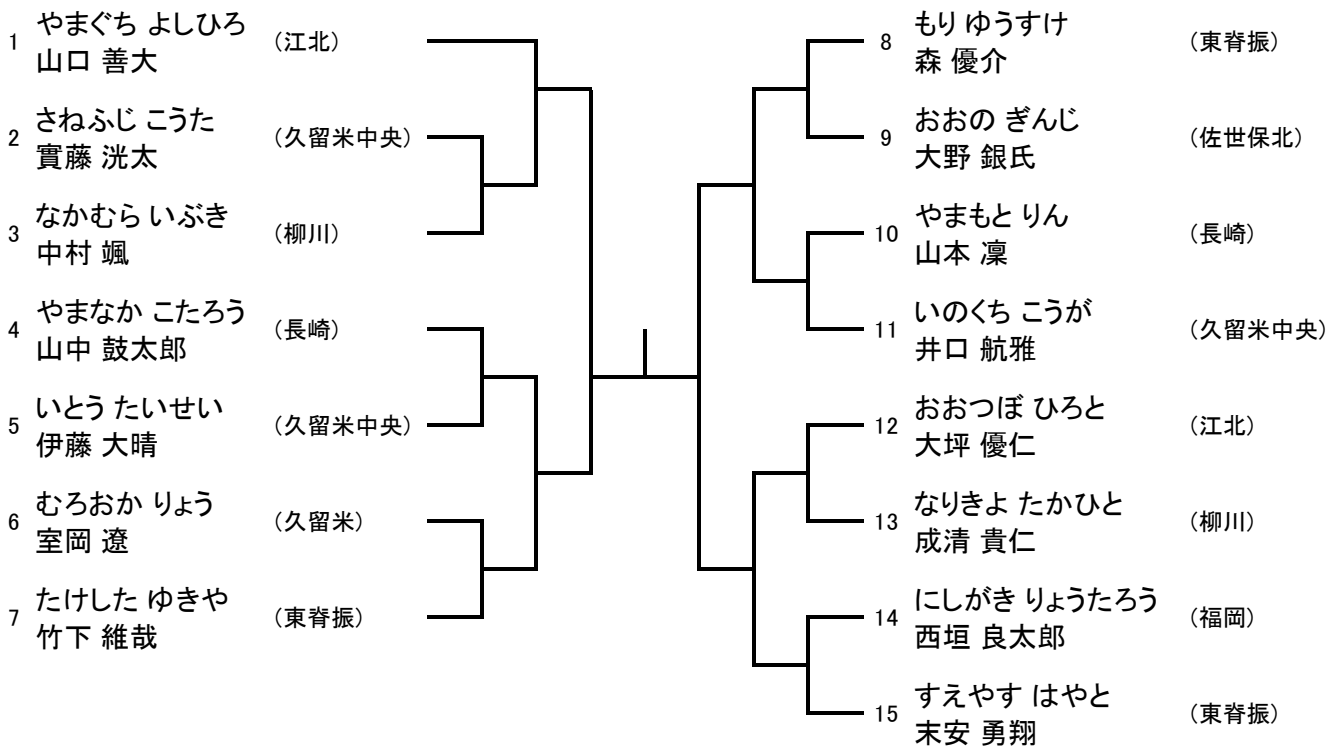 やまぐち よしひろ
1 (江北)
山口 善大
さねふじ こうた
2 (久留米中央)
實藤 洸太
なかむら いぶき
3 (柳川)
中村 颯
やまなか こたろう
4 (長崎)
山中 鼓太郎
いとう たいせい
5 (久留米中央)
伊藤 大晴
むろおか りょう
6 (久留米)
室岡 遼
たけした ゆきや
7 (東脊振)
竹下 維哉
もり ゆうすけ
8 (東脊振)
森 優介
おおの ぎんじ
9 (佐世保北)
大野 銀氏
やまもと りん
10 (長崎)
山本 凜
いのくち こうが
11 (久留米中央)
井口 航雅
おおつぼ ひろと
12 (江北)
大坪 優仁
なりきよ たかひと
13 (柳川)
成清 貴仁
にしがき りょうたろう
14 (福岡)
西垣 良太郎
すえやす はやと
15 (東脊振)
末安 勇翔